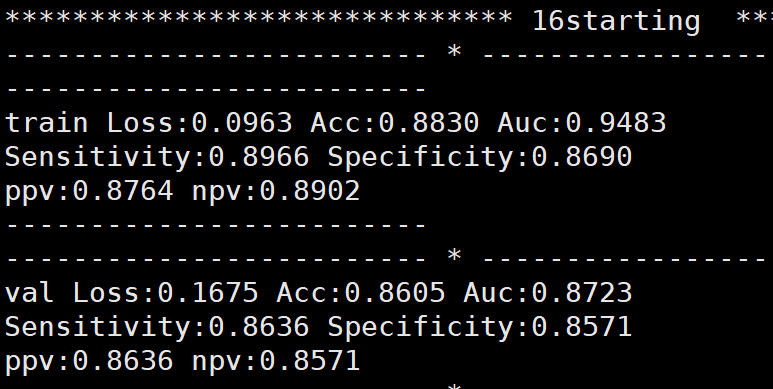 ****************************** 16starting ***
------------------------- * -----------------
-------------------------
train Loss:0.0963 Acc:0.8830 Auc:0.9483
Sensitivity:0.8966 Specificity:0.8690
ppv:0.8764 npv:0.8902
-------------------------
------------------------- * -----------------
val Loss:0.1675 Acc:0.8605 Auc:0.8723
Sensitivity:0.8636 Specificity:0.8571
ppv:0.8636 npv:0.8571